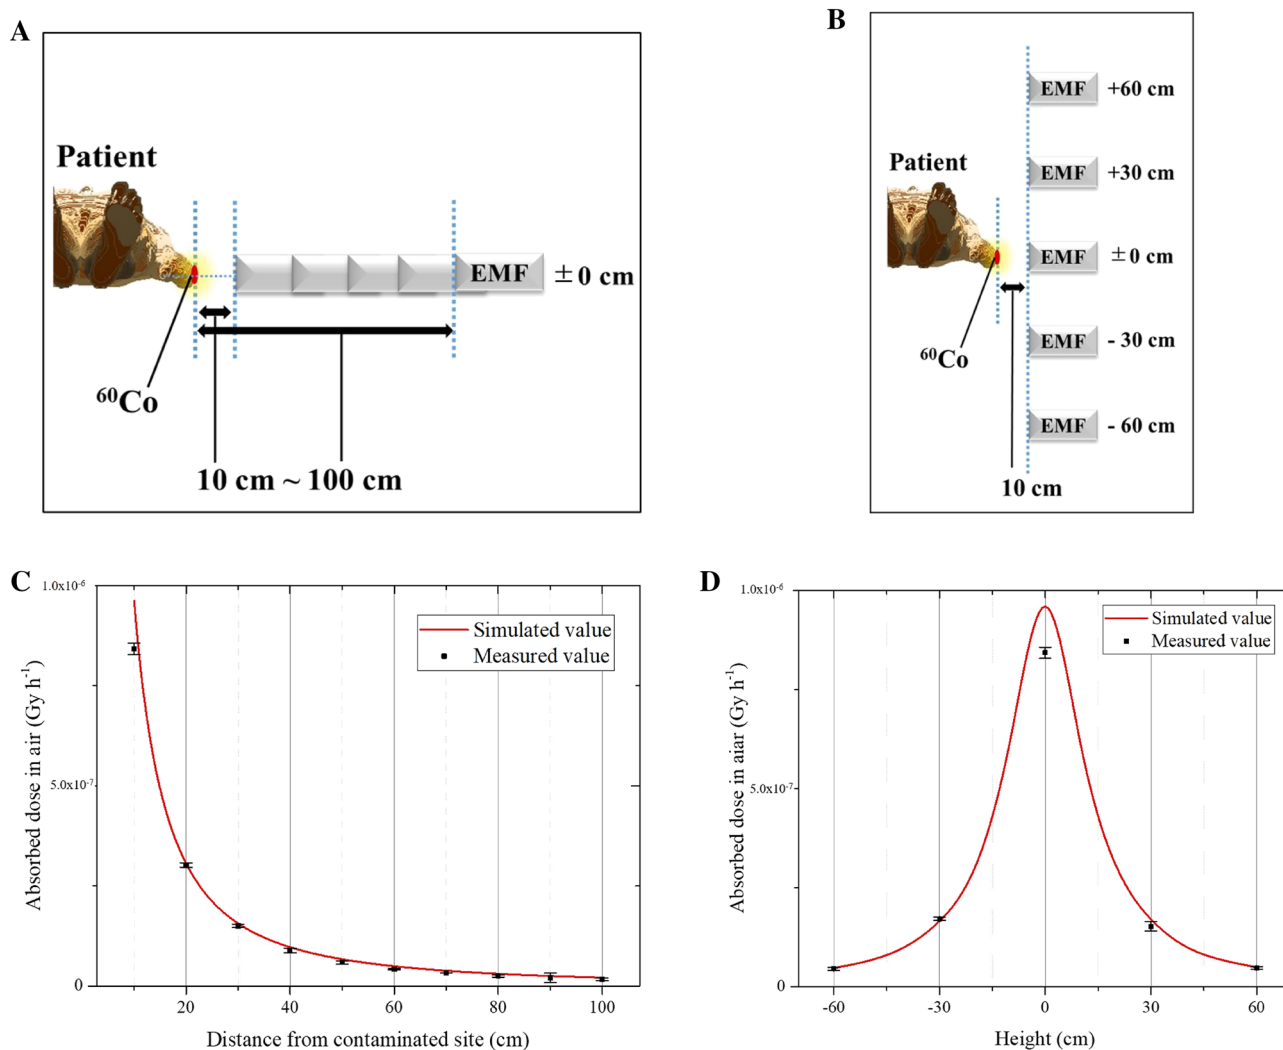 A
Patient
EMF
±0 cm
⁶⁰Co
10 cm ~ 100 cm
B
EMF +60 cm
EMF +30 cm
Patient
EMF ±0 cm
⁶⁰Co
EMF - 30 cm
EMF - 60 cm
10 cm
C
1.0x10⁻⁶
5.0x10⁻⁷
0
Absorbed dose in air (Gy h⁻¹)
Simulated value
Measured value
20 40 60 80 100
Distance from contaminated site (cm)
D
1.0x10⁻⁶
5.0x10⁻⁷
0
Absorbed dose in aiar (Gy h⁻¹)
Simulated value
Measured value
-60 -30 0 30 60
Height (cm)